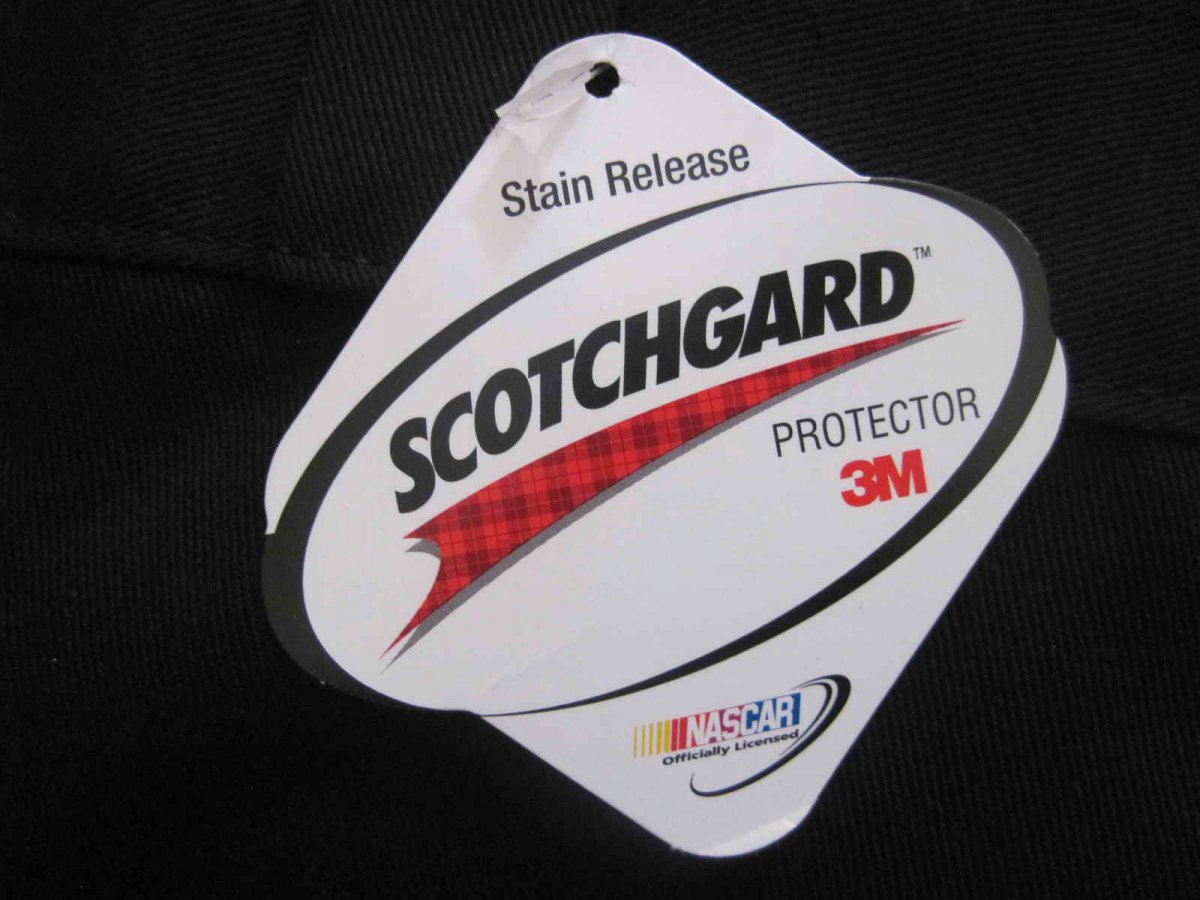 Stain Release
SCOTCHGARD™
PROTECTOR
3M
NASCAR
Officially Licensed